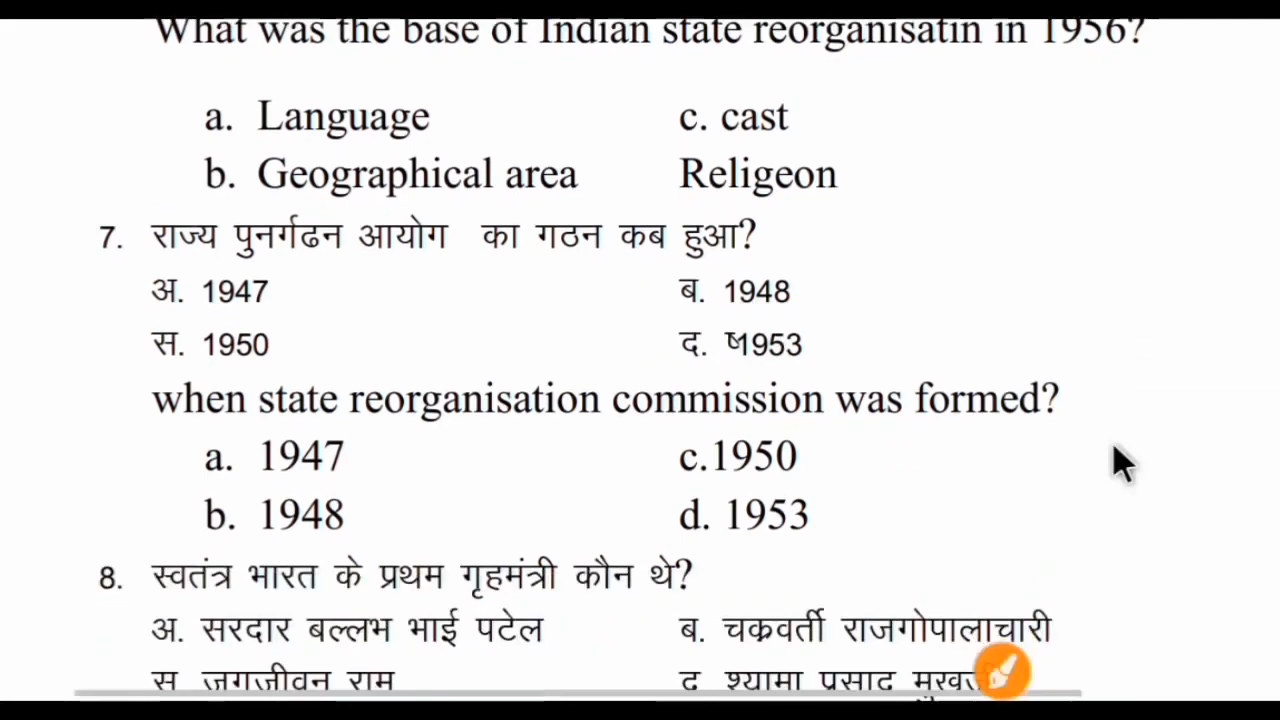 What was the base of Indian state reorganisatin in 1956?
a. Language c. cast
b. Geographical area Religeon
7. राज्य पुनर्गढन आयोग का गठन कब हुआ?
अ. 1947 ब. 1948
स. 1950 द. ष्1953
when state reorganisation commission was formed?
a. 1947 c.1950
b. 1948 d. 1953
8. स्वतंत्र भारत के प्रथम गृहमंत्री कौन थे?
अ. सरदार बल्लभ भाई पटेल ब. चक्रवर्ती राजगोपालाचारी
स जगजीवन राम द श्यामा प्रसाद